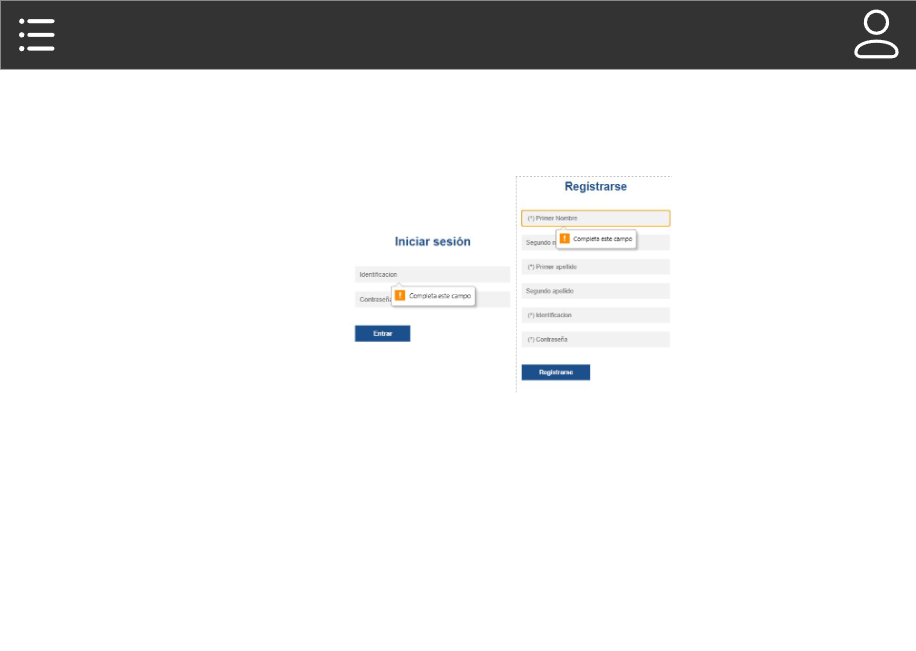 Iniciar sesión
Identificacion
! Completa este campo
Contraseña
Entrar
Registrarse
(*) Primer Nombre
! Completa este campo
Segundo
(*) Primer apellido
Segundo apellido
(*) Identificacion
(*) Contraseña
Registrarse